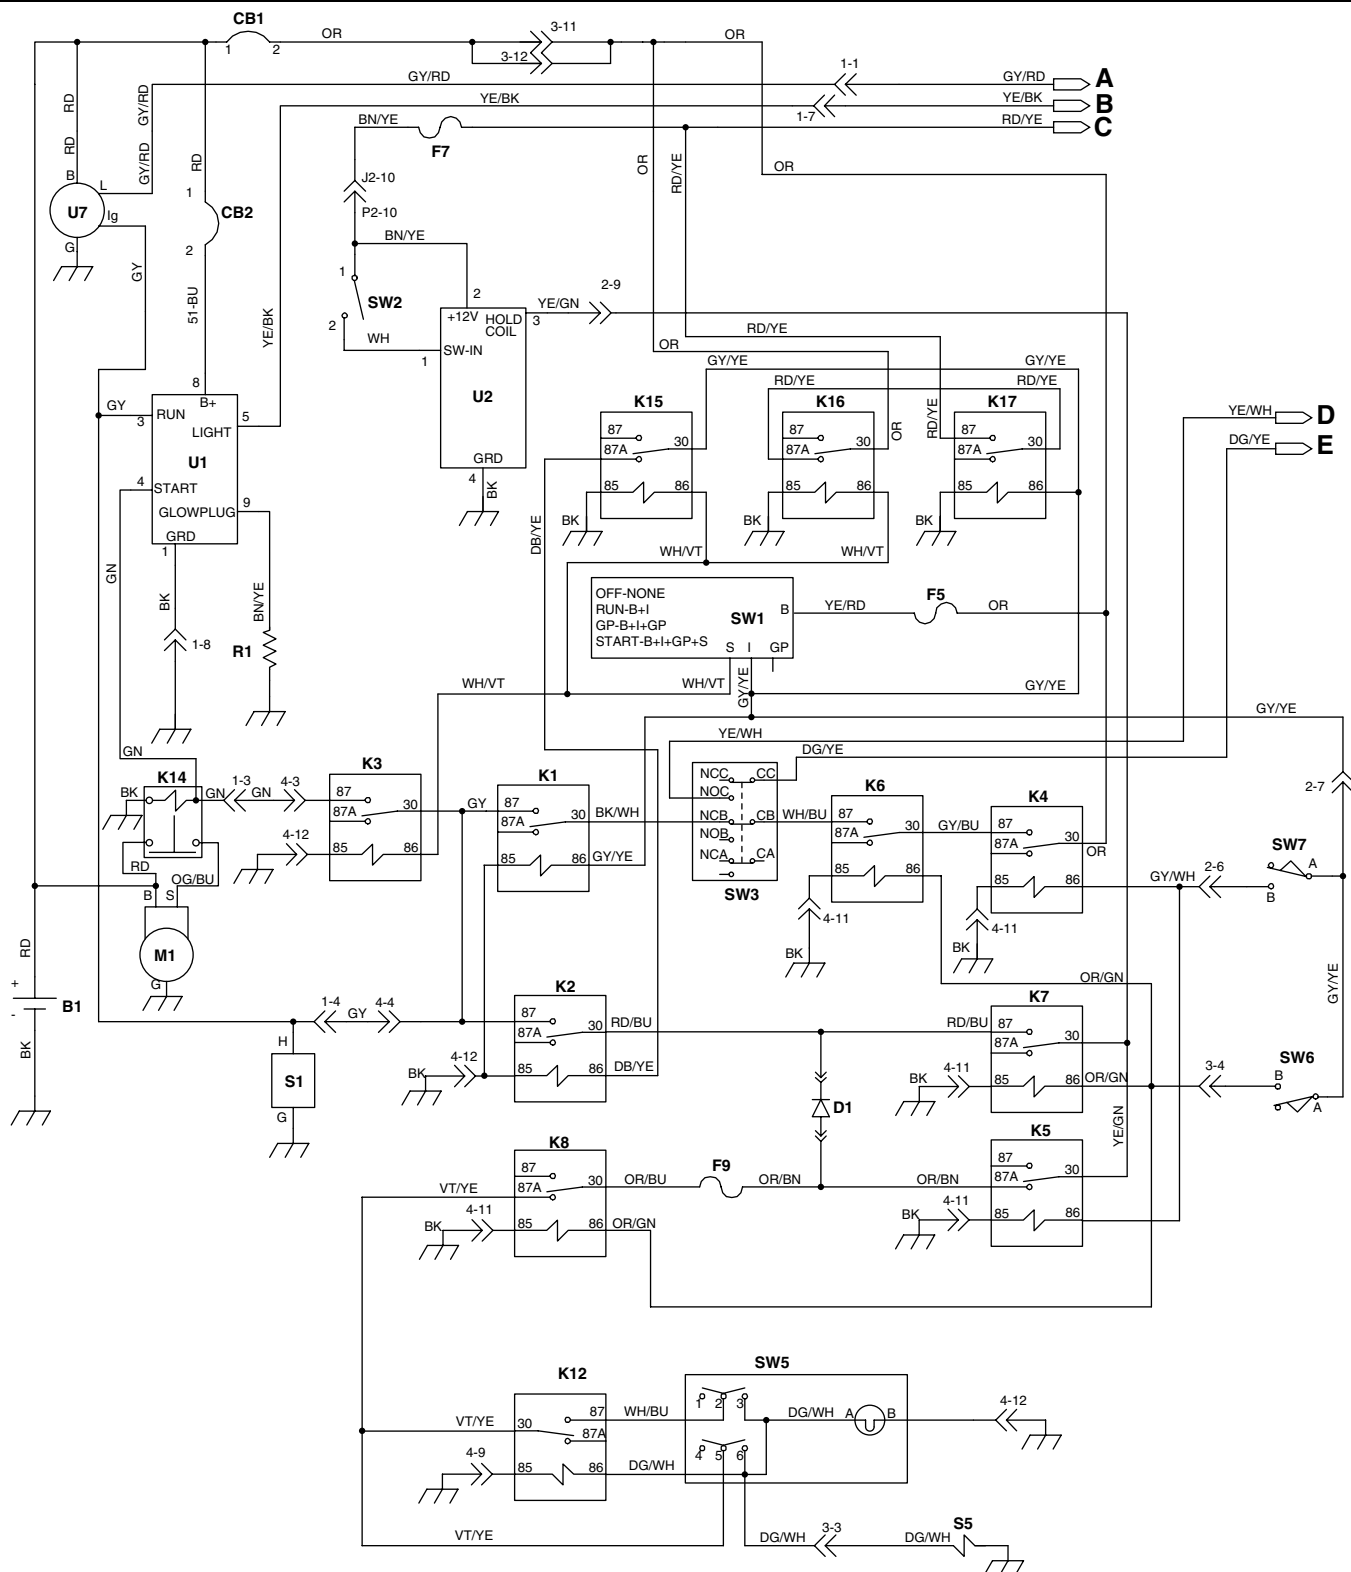 CB1
1 2 OR 3-11 OR
3-12
GY/RD 1-1 GY/RD A
YE/BK 1-7 YE/BK B
BN/YE F7 RD/YE C
RD RD GY/RD GY/RD RD
OR RD/YE OR
B L U7 Ig G
1 CB2 2
J2-10
P2-10
BN/YE
GY 51-BU YE/BK
1 SW2 2 WH
2 +12V HOLD COIL 3 YE/GN 2-9
1 SW-IN
U2
GRD
4 BK
RD/YE
OR
GY/YE GY/YE
RD/YE RD/YE
K15 K16 K17
OR RD/YE
87 87 87
87A 30 87A 30 87A 30
85 86 85 86 85 86
BK BK BK
YE/WH D
DG/YE E
8
B+
GY 3 RUN 5
LIGHT
U1
4 START
GLOWPLUG 9
GRD
1
GN BK BN/YE
1-8 R1
DB/YE
WH/VT WH/VT
OFF-NONE
RUN-B+I
GP-B+I+GP
START-B+I+GP+S
SW1 B
S I GP
YE/RD F5 OR
WH/VT WH/VT GY/YE GY/YE
GY/YE
YE/WH
DG/YE
GN
K14
BK GN 1-3 GN 4-3
RD OG/BU
B S
M1
G
K3
87
87A 30
85 86
4-12
GY
K1
87
87A 30 BK/WH
85 86 GY/YE
NCC CC
NOC
NCB CB WH/BU
NOB
NCA CA
SW3
K6
87
87A 30 GY/BU
85 86
4-11
BK
K4
87
87A 30 OR
85 86
4-11
BK
GY/WH 2-6
SW7
A
B
2-7
GY/YE
RD
+
- B1
BK
1-4 GY 4-4
H
S1
G
K2
87
87A 30 RD/BU
85 86 DB/YE
BK 4-12
OR/GN
K7
RD/BU 87
87A 30
85 86 OR/GN
BK 4-11
3-4
SW6
B
A
D1
YE/GN
K8
87
87A 30 OR/BU F9 OR/BN
85 86 OR/GN
VT/YE
BK 4-11
K5
OR/BN
87
87A 30
85 86
BK 4-11
K12
VT/YE 30 87 WH/BU
87A
4-9 85 86 DG/WH
SW5
1 2 3
4 5 6
DG/WH A B
4-12
VT/YE
DG/WH 3-3 DG/WH S5